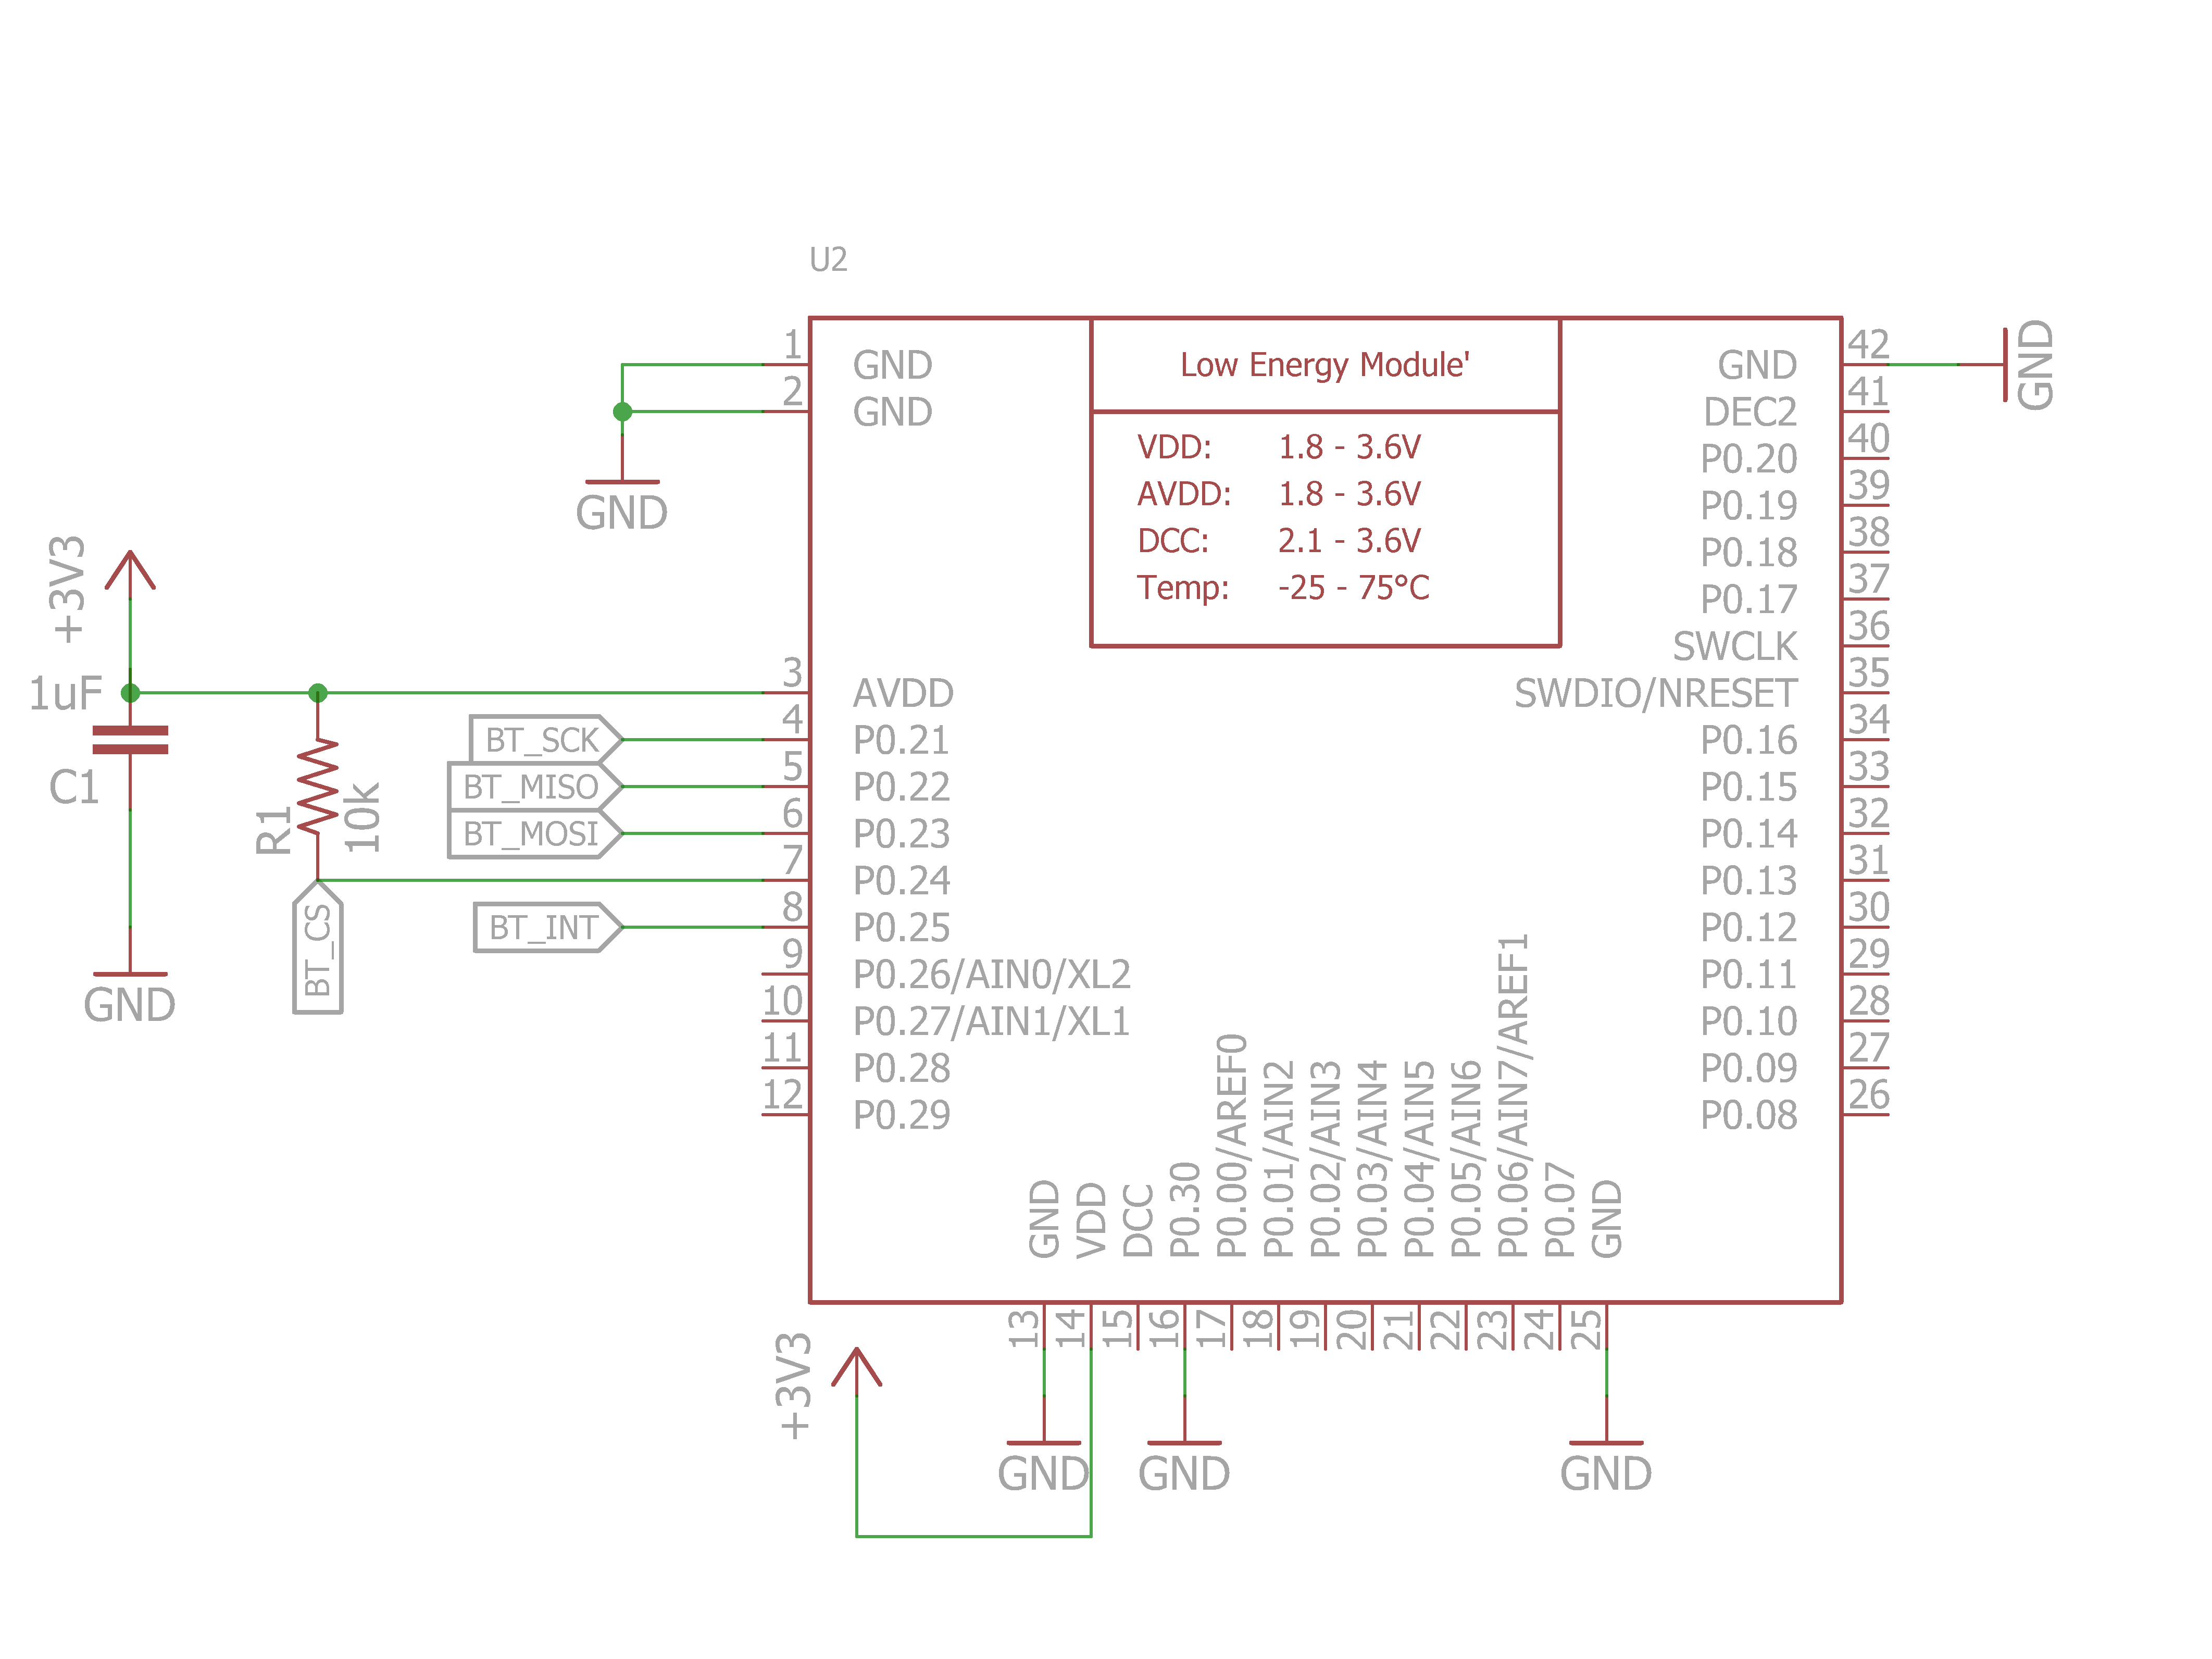 U2
Low Energy Module'
VDD: 1.8 - 3.6V
AVDD: 1.8 - 3.6V
DCC: 2.1 - 3.6V
Temp: -25 - 75°C
1 GND
2 GND
GND
+3V3
1uF
C1
GND
R1
10k
BT_CS
3 AVDD
BT_SCK 4 P0.21
BT_MISO 5 P0.22
BT_MOSI 6 P0.23
7 P0.24
BT_INT 8 P0.25
9 P0.26/AIN0/XL2
10 P0.27/AIN1/XL1
11 P0.28
12 P0.29
GND 42
GND
DEC2 41
P0.20 40
P0.19 39
P0.18 38
P0.17 37
SWCLK 36
SWDIO/NRESET 35
P0.16 34
P0.15 33
P0.14 32
P0.13 31
P0.12 30
P0.11 29
P0.10 28
P0.09 27
P0.08 26
GND 13
VDD 14
DCC 15
P0.30 16
P0.00/AREF0 17
P0.01/AIN2 18
P0.02/AIN3 19
P0.03/AIN4 20
P0.04/AIN5 21
P0.05/AIN6 22
P0.06/AIN7/AREF1 23
P0.07 24
GND 25
+3V3
GND
GND
GND